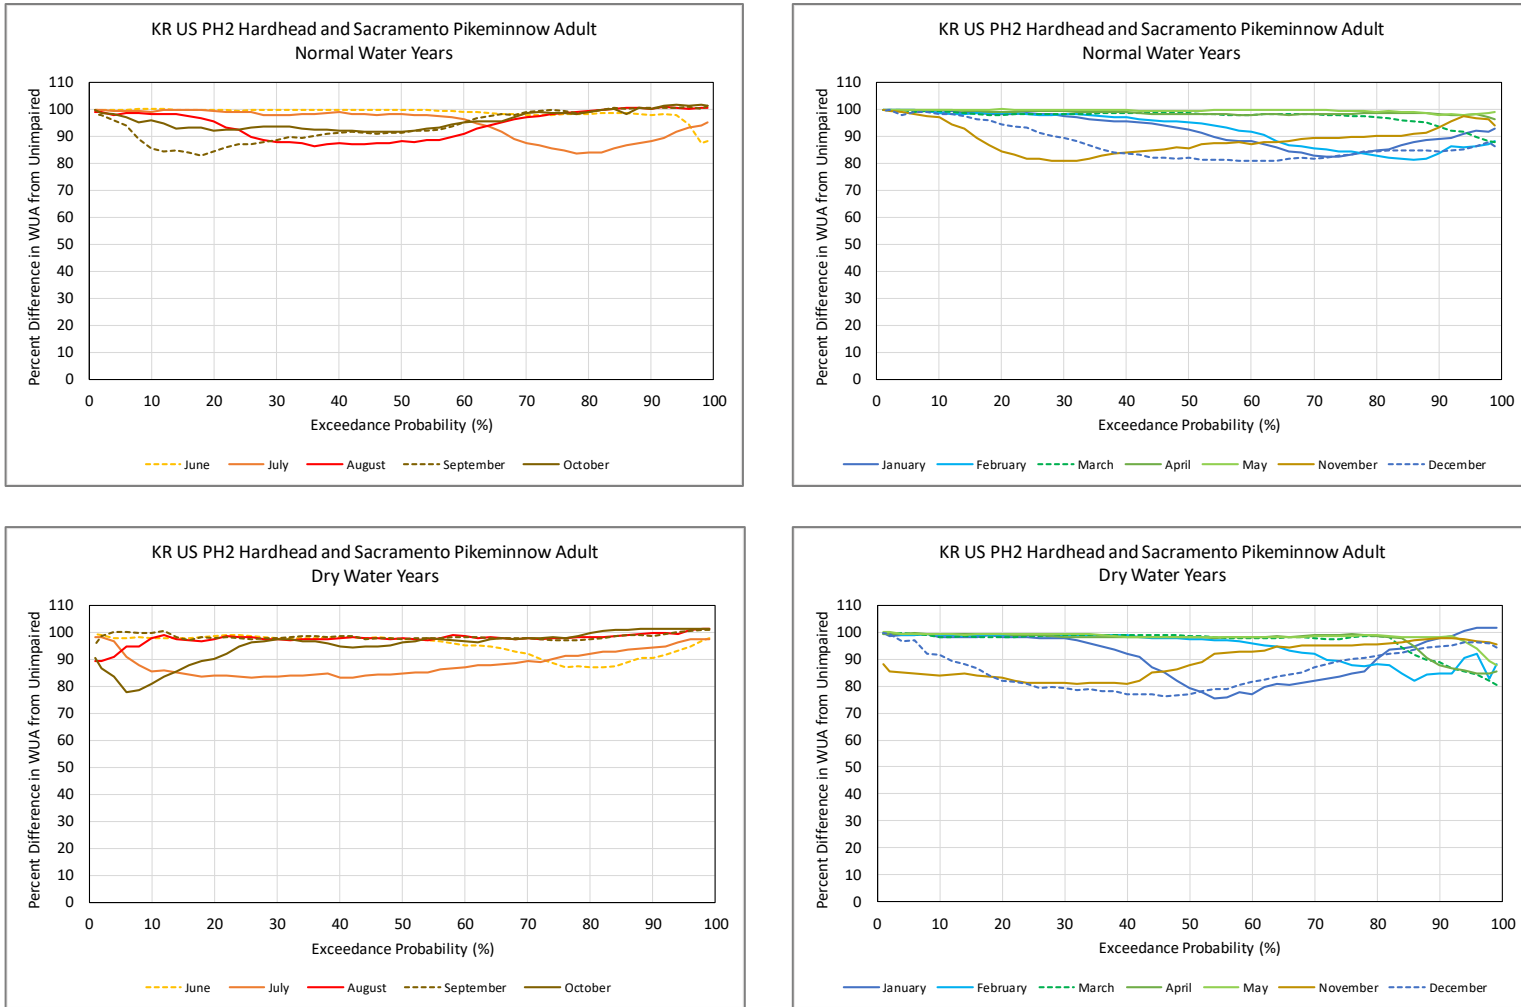 KR US PH2 Hardhead and Sacramento Pikeminnow Adult
Normal Water Years
Percent Difference in WUA from Unimpaired
110
100
90
80
70
60
50
40
30
20
10
0
0 10 20 30 40 50 60 70 80 90 100
Exceedance Probability (%)
June July August September October
KR US PH2 Hardhead and Sacramento Pikeminnow Adult
Normal Water Years
Percent Difference in WUA from Unimpaired
110
100
90
80
70
60
50
40
30
20
10
0
0 10 20 30 40 50 60 70 80 90 100
Exceedance Probability (%)
January February March April May November December
KR US PH2 Hardhead and Sacramento Pikeminnow Adult
Dry Water Years
Percent Difference in WUA from Unimpaired
110
100
90
80
70
60
50
40
30
20
10
0
0 10 20 30 40 50 60 70 80 90 100
Exceedance Probability (%)
June July August September October
KR US PH2 Hardhead and Sacramento Pikeminnow Adult
Dry Water Years
Percent Difference in WUA from Unimpaired
110
100
90
80
70
60
50
40
30
20
10
0
0 10 20 30 40 50 60 70 80 90 100
Exceedance Probability (%)
January February March April May November December